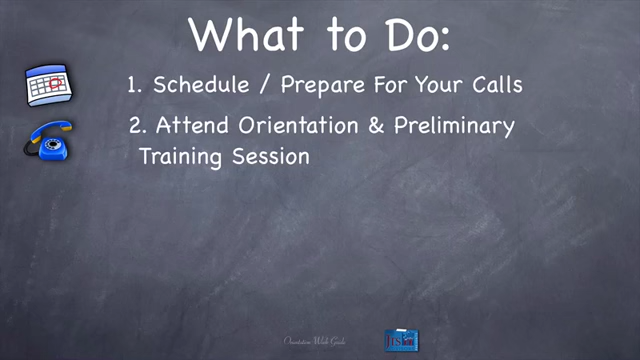 What to Do:
1. Schedule / Prepare For Your Calls
2. Attend Orientation & Preliminary
Training Session